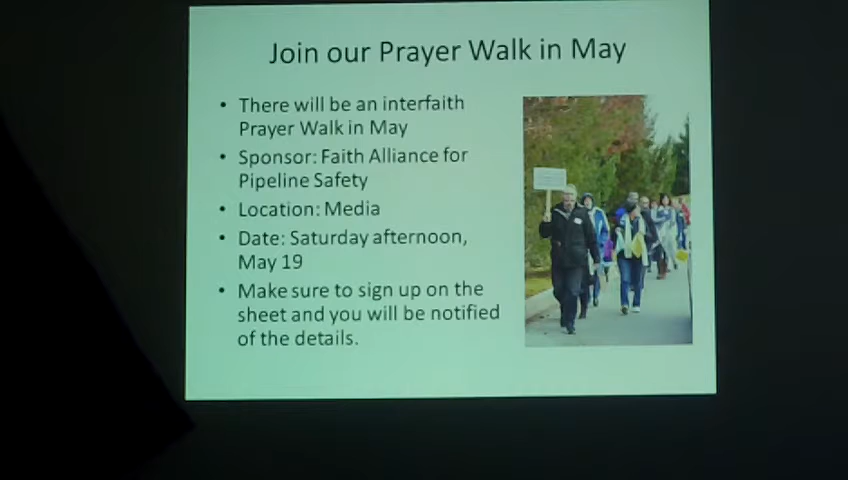 Join our Prayer Walk in May
• There will be an interfaith
Prayer Walk in May
• Sponsor: Faith Alliance for
Pipeline Safety
• Location: Media
• Date: Saturday afternoon,
May 19
• Make sure to sign up on the
sheet and you will be notified
of the details.